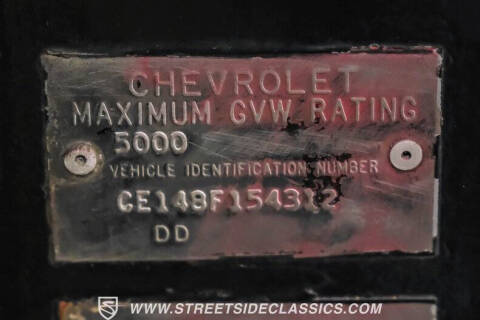 CHEVROLET
MAXIMUM GVW RATING
5000
VEHICLE IDENTIFICATION NUMBER
CE148F154312
DD
WWW.STREETSIDECLASSICS.COM